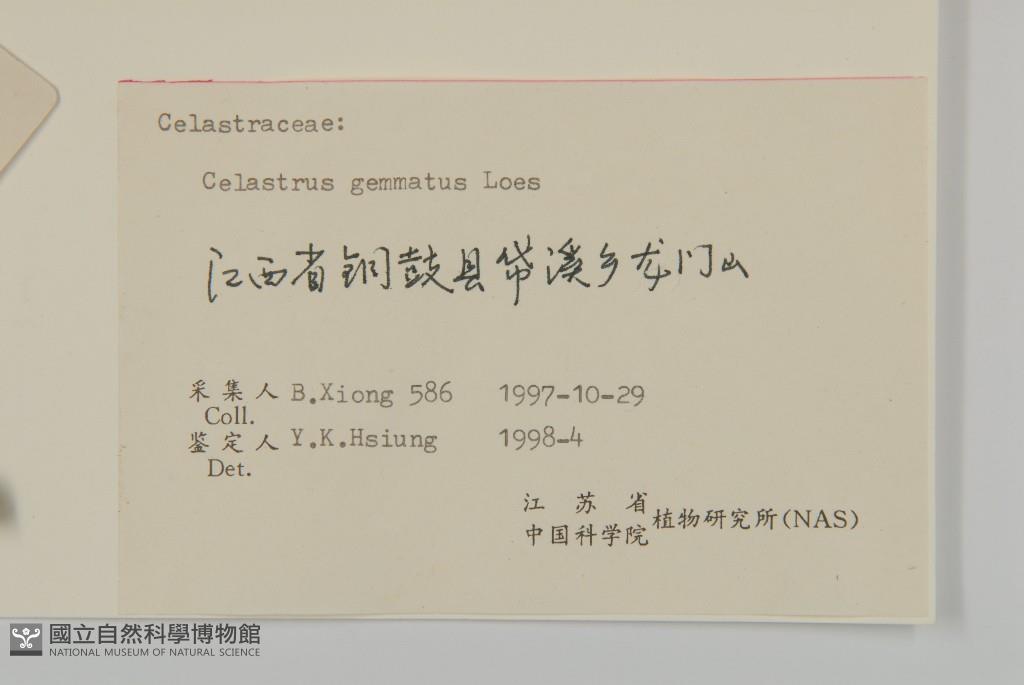 Celastraceae:
Celastrus gemmatus Loes
江西省铜鼓县带溪乡龙门山
采集人 B.Xiong 586 1997-10-29
Coll.
鉴定人 Y.K.Hsiung 1998-4
Det.
江苏省
中国科学院 植物研究所(NAS)
國立自然科學博物館
NATIONAL MUSEUM OF NATURAL SCIENCE